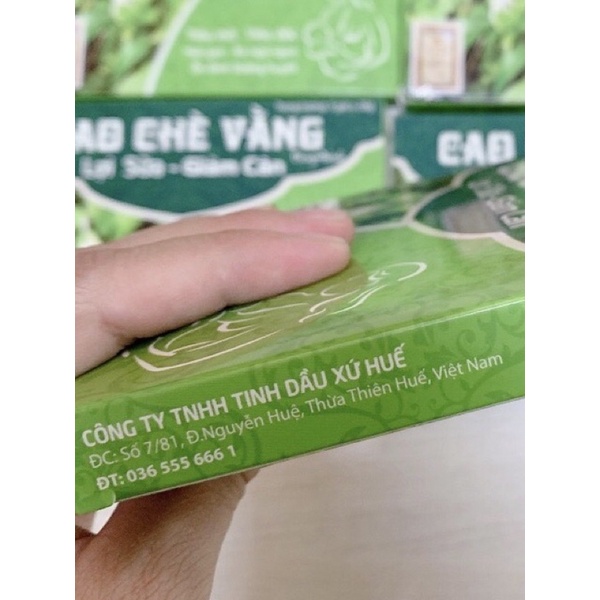 CAO CHÈ VẰNG
Lợi Sữa - Giảm Cân
CAO
CÔNG TY TNHH TINH DẦU XỨ HUẾ
ĐC: Số 7/81, Đ.Nguyễn Huệ, Thừa Thiên Huế, Việt Nam
ĐT: 036 555 666 1